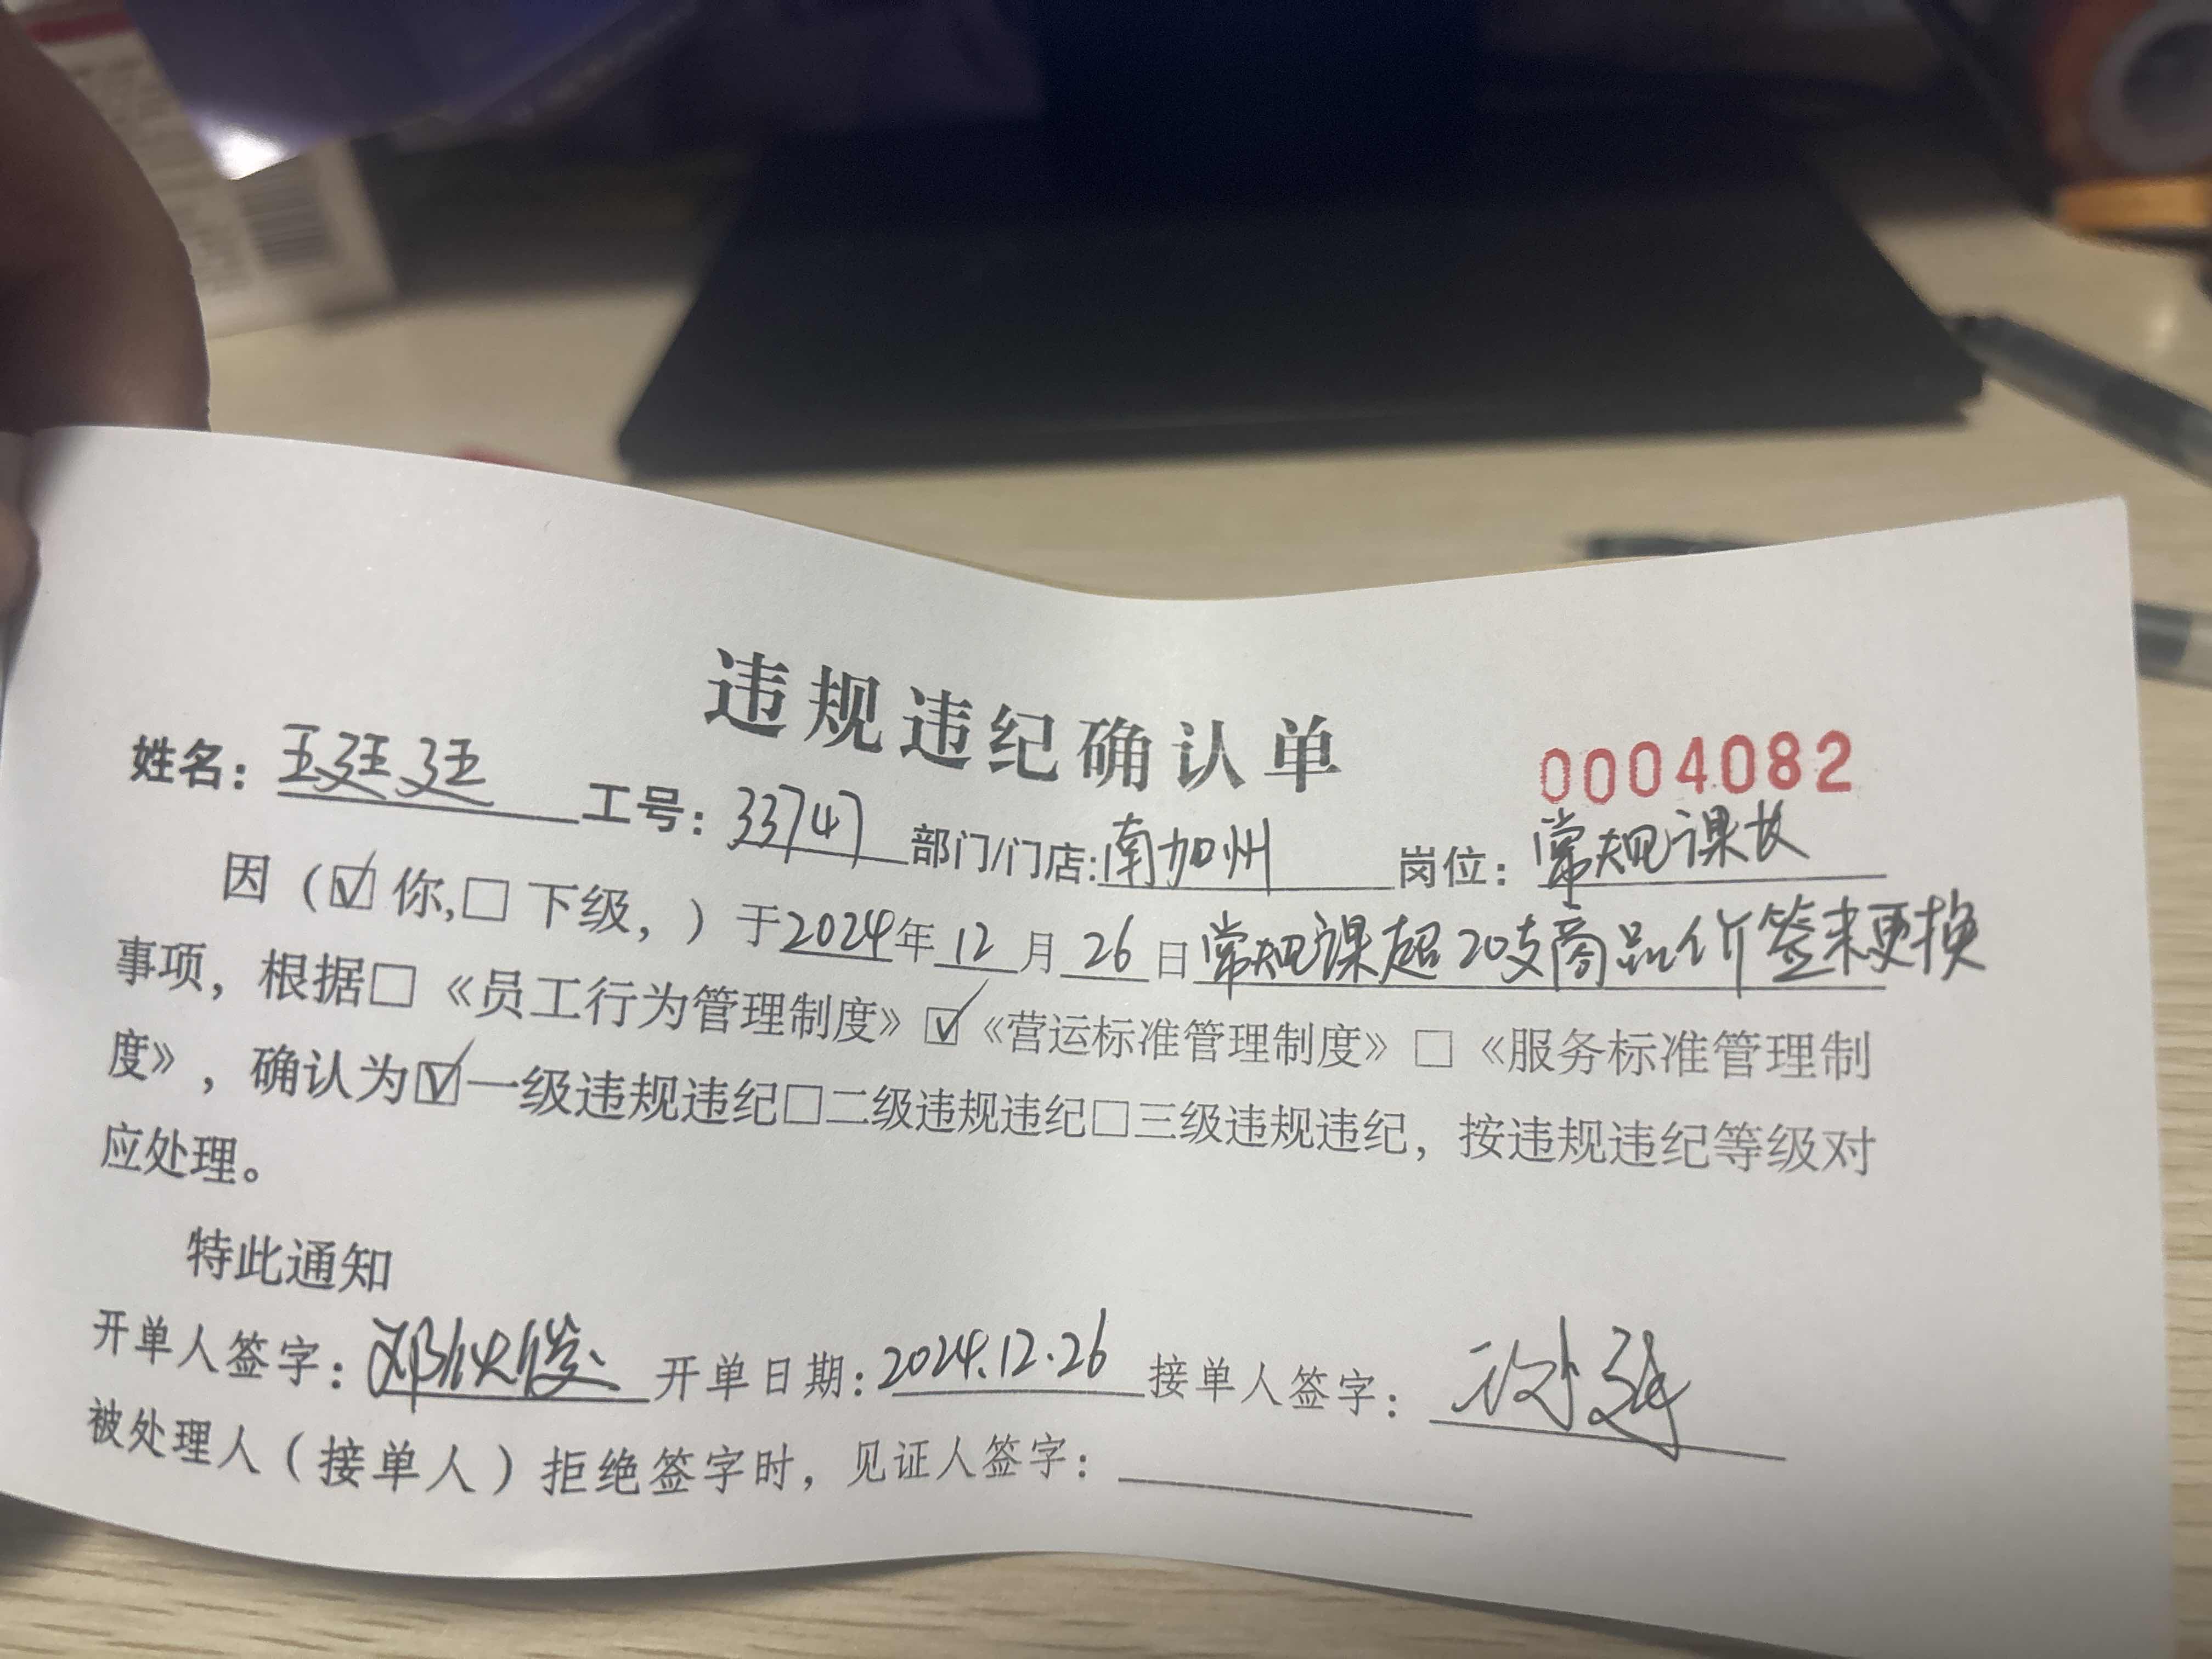 违规违纪确认单
0004082
姓名：王廷廷 工号：33747 部门/门店:南加州 岗位：常规课长
因（☑你,□下级，）于2024年12月26日常规课超20支商品价签未更换
事项，根据□《员工行为管理制度》☑《营运标准管理制度》□《服务标准管理制
度》，确认为☑一级违规违纪□二级违规违纪□三级违规违纪，按违规违纪等级对
应处理。
特此通知
开单人签字： 开单日期:2024.12.26 接单人签字：
被处理人（接单人）拒绝签字时，见证人签字：